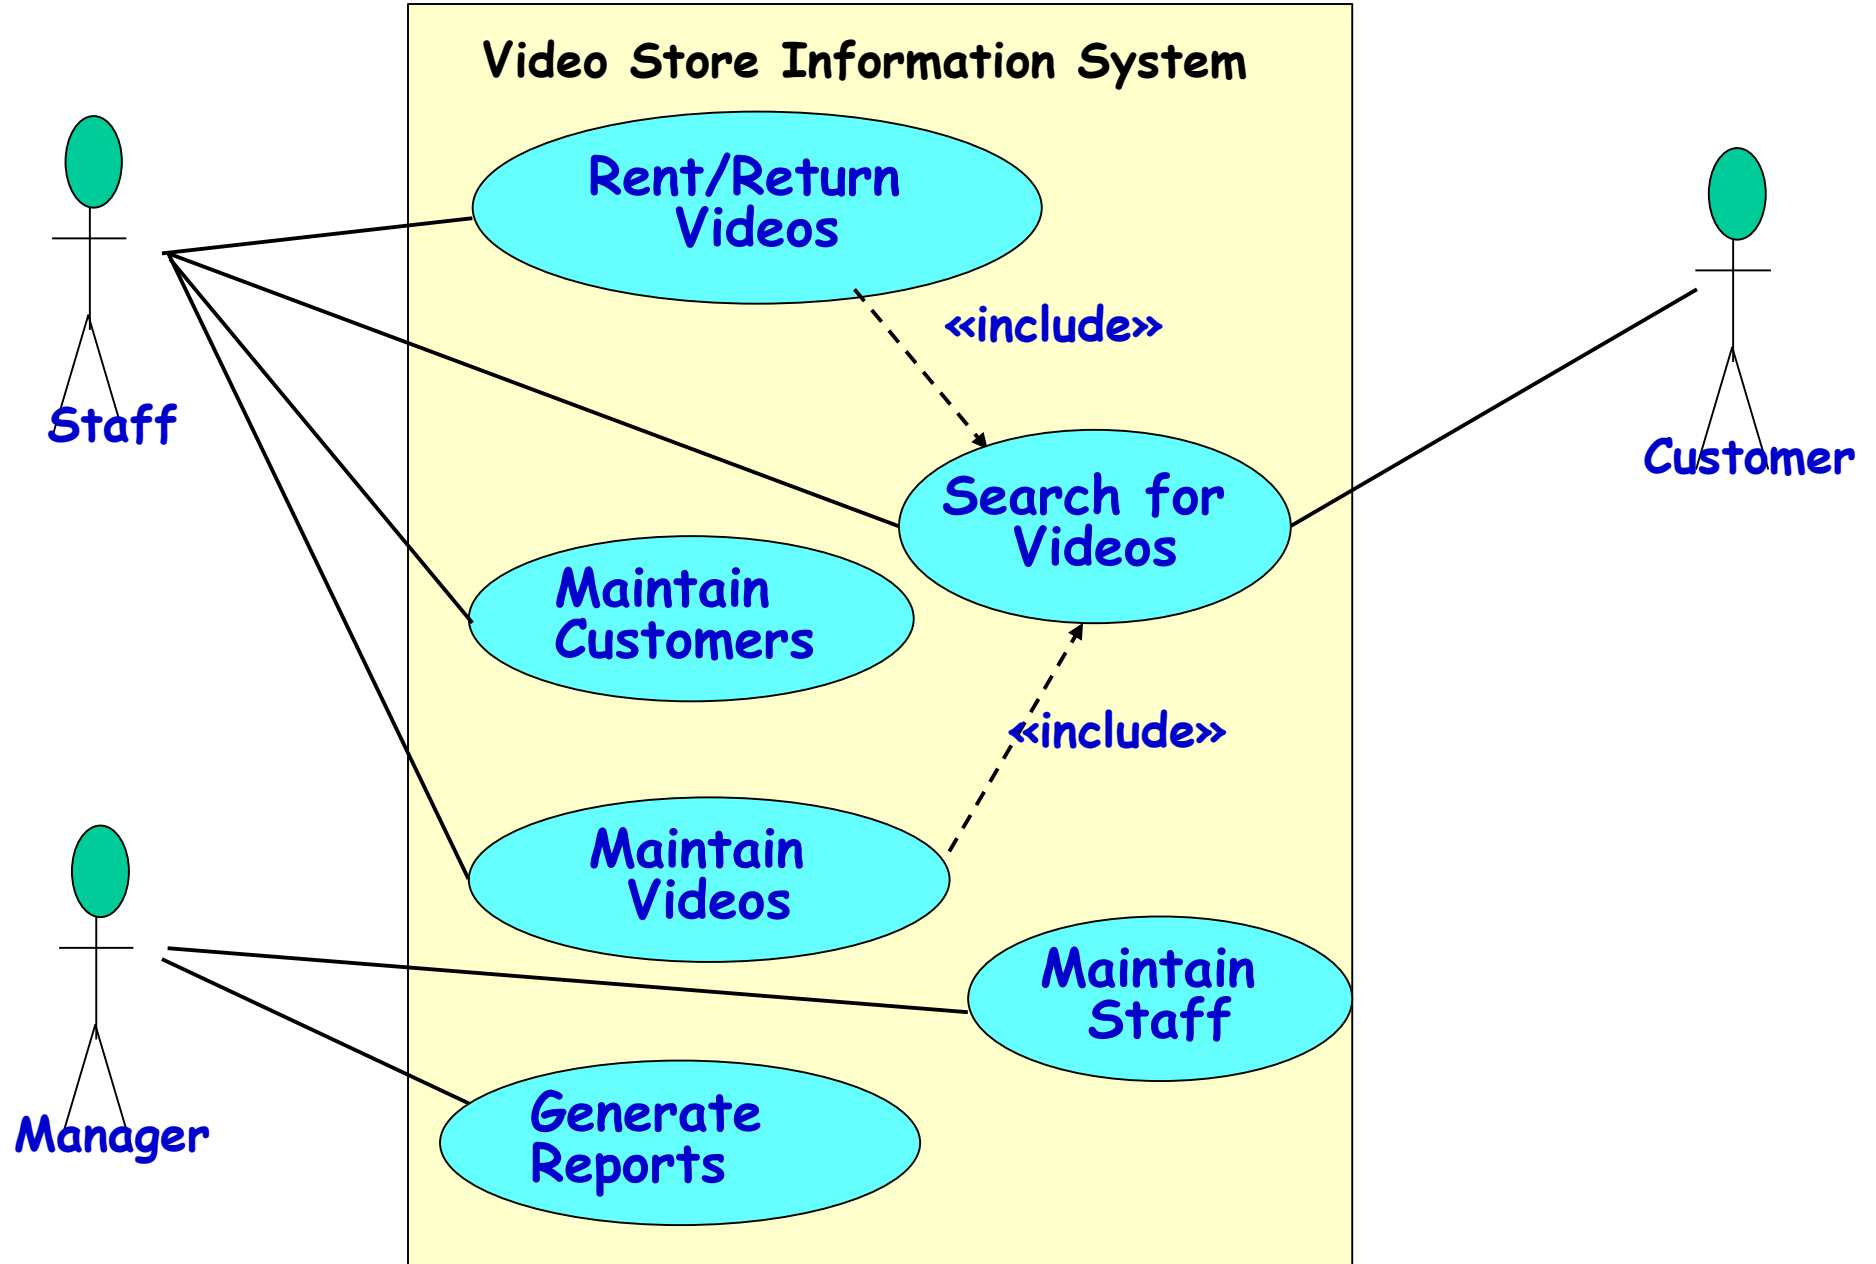 Video Store Information System
Rent/Return
Videos
«include»
Staff
Customer
Search for
Videos
Maintain
Customers
«include»
Maintain
Videos
Maintain
Staff
Manager
Generate
Reports